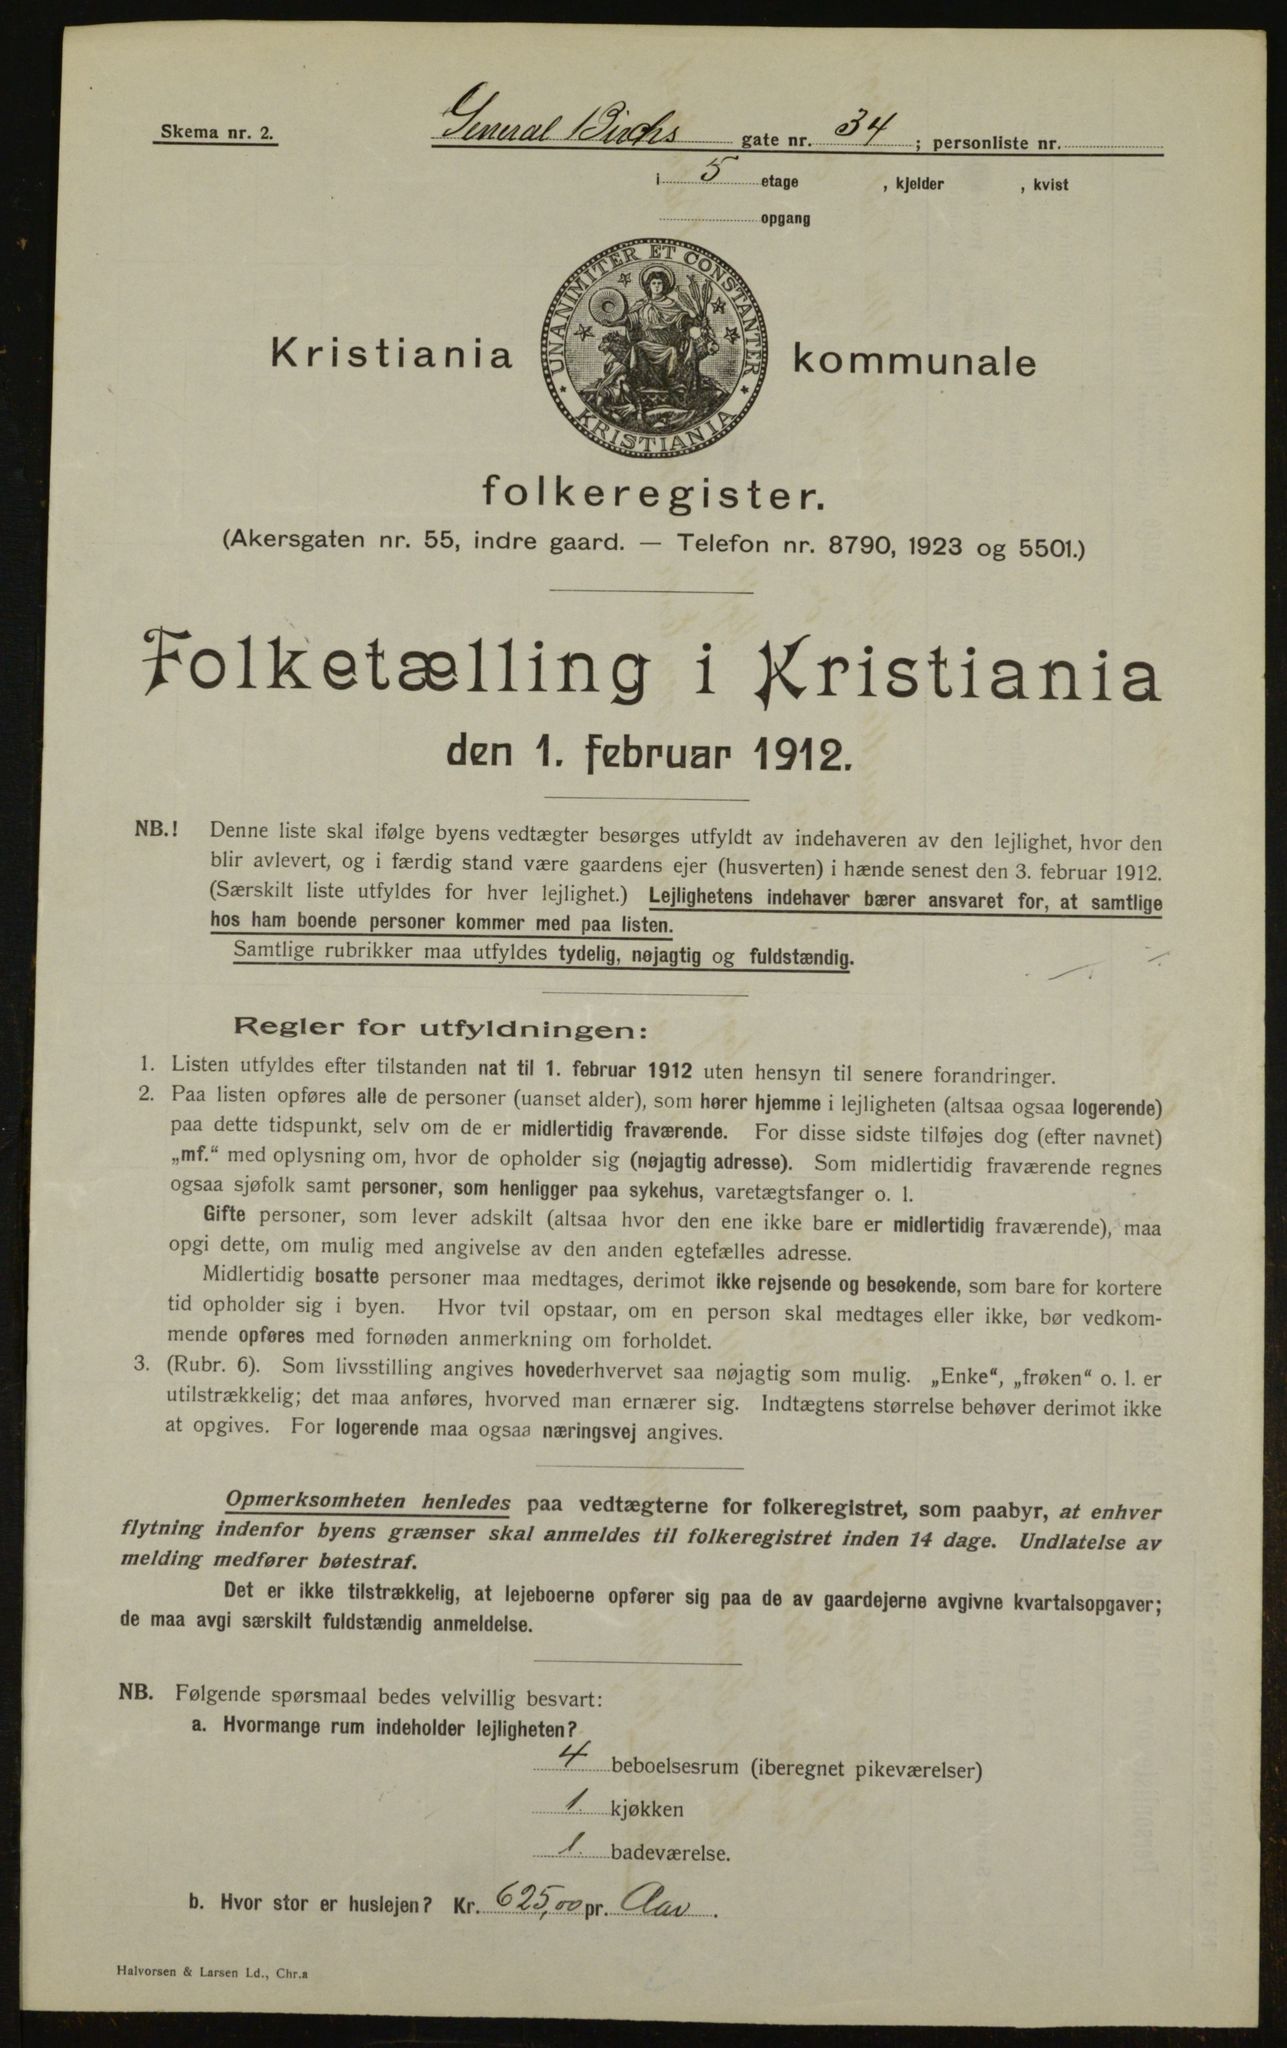 Skema nr. 2.
General Birchs gate nr. 34; personliste nr.
i 5 etage , kjelder , kvist
opgang
UNANIMITER ET CONSTANTER
KRISTIANIA
Kristiania kommunale
folkeregister.
(Akersgaten nr. 55, indre gaard. — Telefon nr. 8790, 1923 og 5501.)
Folketælling i Kristiania
den 1. februar 1912.
NB.! Denne liste skal ifølge byens vedtægter besørges utfyldt av indehaveren av den lejlighet, hvor den
blir avlevert, og i færdig stand være gaardens ejer (husverten) i hænde senest den 3. februar 1912.
(Særskilt liste utfyldes for hver lejlighet.) Lejlighetens indehaver bærer ansvaret for, at samtlige
hos ham boende personer kommer med paa listen.
Samtlige rubrikker maa utfyldes tydelig, nøjagtig og fuldstændig.
Regler for utfyldningen:
1. Listen utfyldes efter tilstanden nat til 1. februar 1912 uten hensyn til senere forandringer.
2. Paa listen opføres alle de personer (uanset alder), som hører hjemme i lejligheten (altsaa ogsaa logerende)
paa dette tidspunkt, selv om de er midlertidig fraværende. For disse sidste tilføjes dog (efter navnet)
„mf.“ med oplysning om, hvor de opholder sig (nøjagtig adresse). Som midlertidig fraværende regnes
ogsaa sjøfolk samt personer, som henligger paa sykehus, varetægtsfanger o. l.
Gifte personer, som lever adskilt (altsaa hvor den ene ikke bare er midlertidig fraværende), maa
opgi dette, om mulig med angivelse av den anden egtefælles adresse.
Midlertidig bosatte personer maa medtages, derimot ikke rejsende og besøkende, som bare for kortere
tid opholder sig i byen. Hvor tvil opstaar, om en person skal medtages eller ikke, bør vedkom-
mende opføres med fornøden anmerkning om forholdet.
3. (Rubr. 6). Som livsstilling angives hovederhvervet saa nøjagtig som mulig. „Enke“, „frøken“ o. l. er
utilstrækkelig; det maa anføres, hvorved man ernærer sig. Indtægtens størrelse behøver derimot ikke
at opgives. For logerende maa ogsaa næringsvej angives.
Opmerksomheten henledes paa vedtægterne for folkeregistret, som paabyr, at enhver
flytning indenfor byens grænser skal anmeldes til folkeregistret inden 14 dage. Undlatelse av
melding medfører bøtestraf.
Det er ikke tilstrækkelig, at lejeboerne opfører sig paa de av gaardejerne avgivne kvartalsopgaver;
de maa avgi særskilt fuldstændig anmeldelse.
NB. Følgende spørsmaal bedes velvillig besvart:
a. Hvormange rum indeholder lejligheten?
4 beboelsesrum (iberegnet pikeværelser)
1. kjøkken
1. badeværelse.
b. Hvor stor er huslejen? Kr. 625,00 pr. Aar.
Halvorsen & Larsen Ld., Chr.a